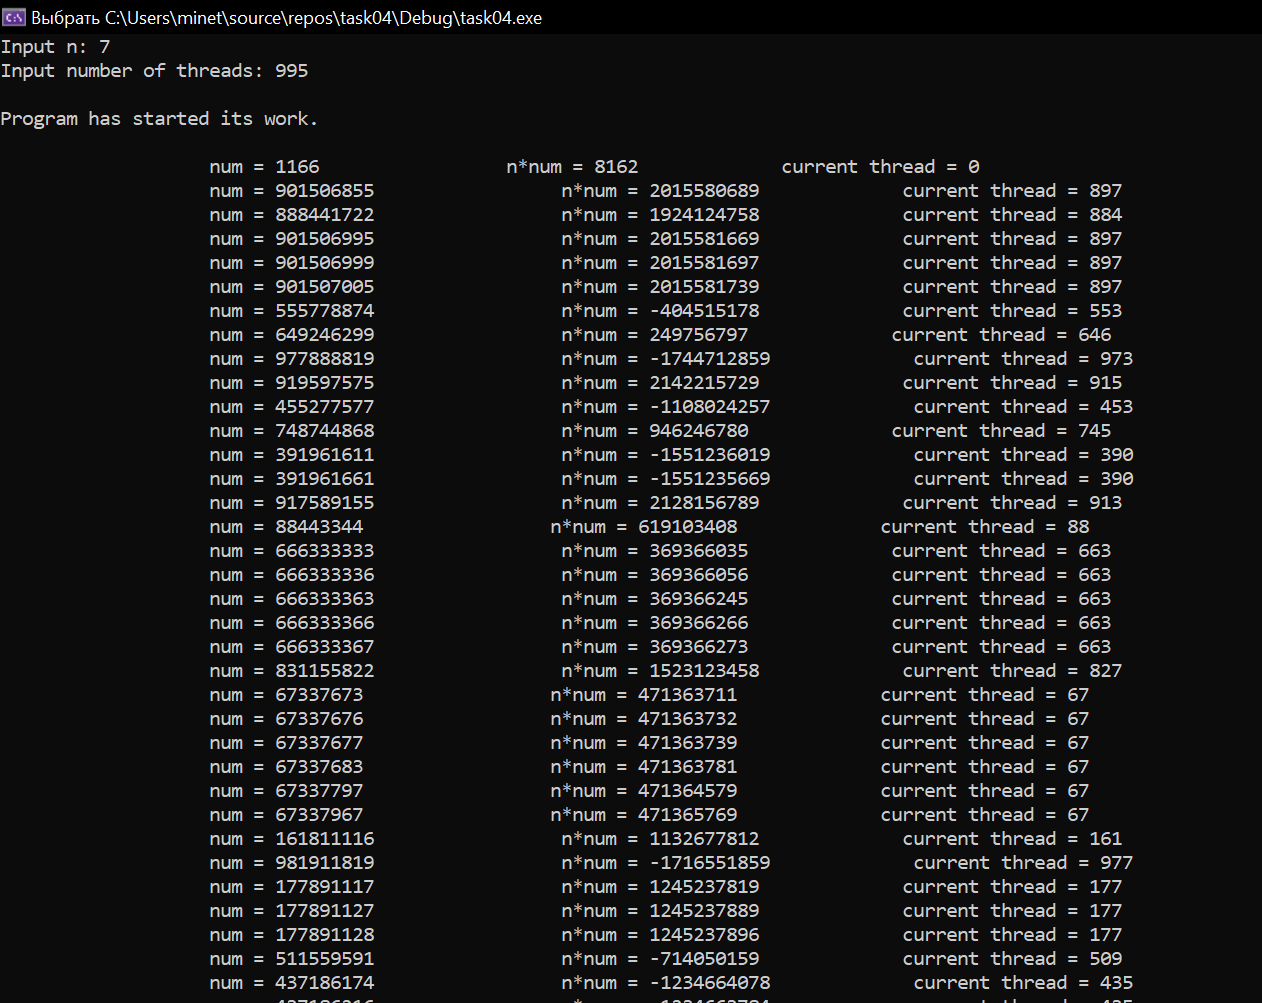 Выбрать C:\Users\minet\source\repos\task04\Debug\task04.exe
Input n: 7
Input number of threads: 995
Program has started its work.
num = 1166 n*num = 8162 current thread = 0
num = 901506855 n*num = 2015580689 current thread = 897
num = 888441722 n*num = 1924124758 current thread = 884
num = 901506995 n*num = 2015581669 current thread = 897
num = 901506999 n*num = 2015581697 current thread = 897
num = 901507005 n*num = 2015581739 current thread = 897
num = 555778874 n*num = -404515178 current thread = 553
num = 649246299 n*num = 249756797 current thread = 646
num = 977888819 n*num = -1744712859 current thread = 973
num = 919597575 n*num = 2142215729 current thread = 915
num = 455277577 n*num = -1108024257 current thread = 453
num = 748744868 n*num = 946246780 current thread = 745
num = 391961611 n*num = -1551236019 current thread = 390
num = 391961661 n*num = -1551235669 current thread = 390
num = 917589155 n*num = 2128156789 current thread = 913
num = 88443344 n*num = 619103408 current thread = 88
num = 666333333 n*num = 369366035 current thread = 663
num = 666333336 n*num = 369366056 current thread = 663
num = 666333363 n*num = 369366245 current thread = 663
num = 666333366 n*num = 369366266 current thread = 663
num = 666333367 n*num = 369366273 current thread = 663
num = 831155822 n*num = 1523123458 current thread = 827
num = 67337673 n*num = 471363711 current thread = 67
num = 67337676 n*num = 471363732 current thread = 67
num = 67337677 n*num = 471363739 current thread = 67
num = 67337683 n*num = 471363781 current thread = 67
num = 67337797 n*num = 471364579 current thread = 67
num = 67337967 n*num = 471365769 current thread = 67
num = 161811116 n*num = 1132677812 current thread = 161
num = 981911819 n*num = -1716551859 current thread = 977
num = 177891117 n*num = 1245237819 current thread = 177
num = 177891127 n*num = 1245237889 current thread = 177
num = 177891128 n*num = 1245237896 current thread = 177
num = 511559591 n*num = -714050159 current thread = 509
num = 437186174 n*num = -1234664078 current thread = 435